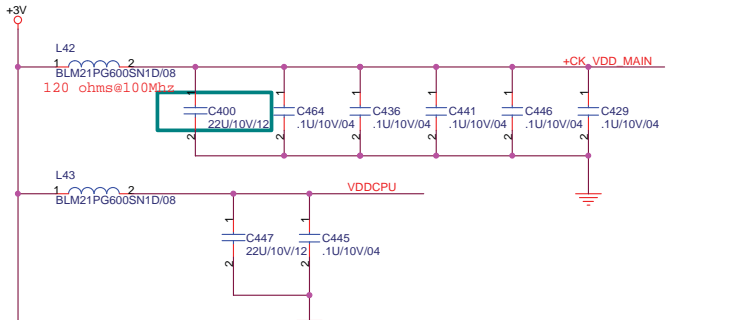 +3V
L42
1 2
BLM21PG600SN1D/08
120 ohms@100Mhz
+CK_VDD_MAIN
1 1 1 1 1 1
C400 C464 C436 C441 C446 C429
22U/10V/12 .1U/10V/04 .1U/10V/04 .1U/10V/04 .1U/10V/04 .1U/10V/04
2 2 2 2 2 2
L43
1 2
BLM21PG600SN1D/08
VDDCPU
1 1
C447 C445
22U/10V/12 .1U/10V/04
2 2